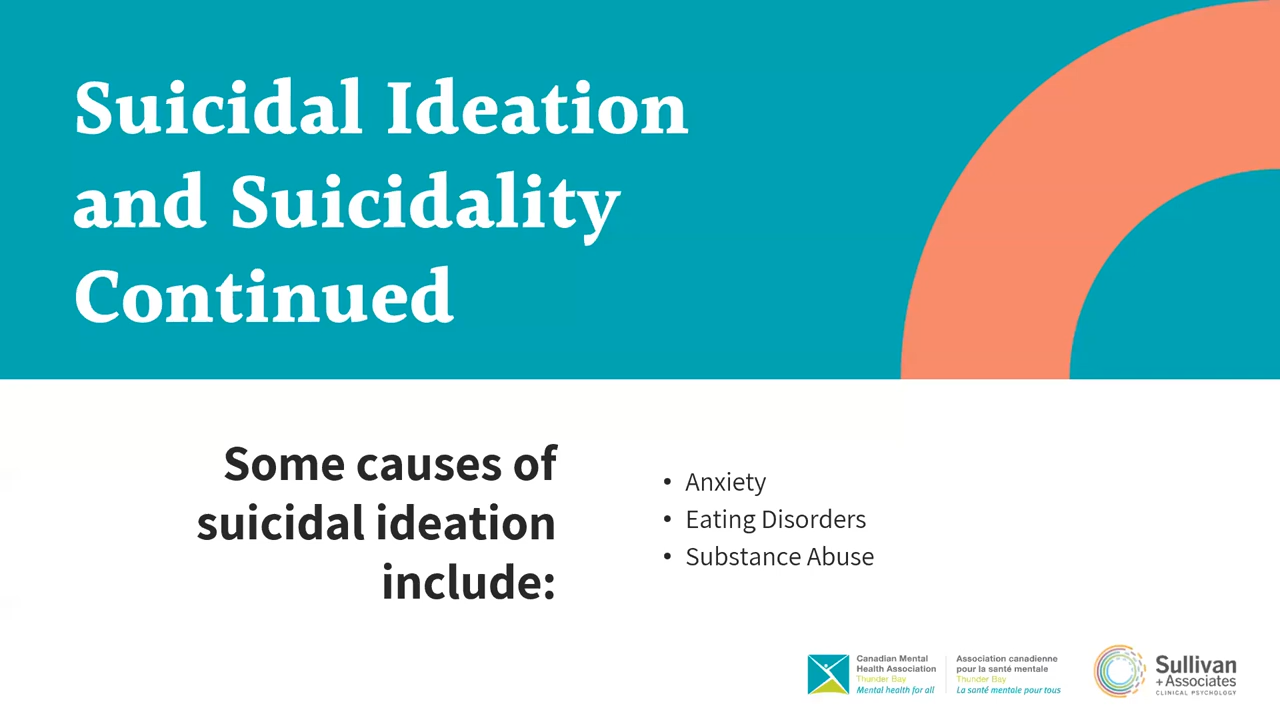 Suicidal Ideation
and Suicidality
Continued
Some causes of
suicidal ideation
include:
• Anxiety
• Eating Disorders
• Substance Abuse
Canadian Mental
Health Association
Thunder Bay
Mental health for all
Association canadienne
pour la santé mentale
Thunder Bay
La santé mentale pour tous
Sullivan
+ Associates
CLINICAL PSYCHOLOGY